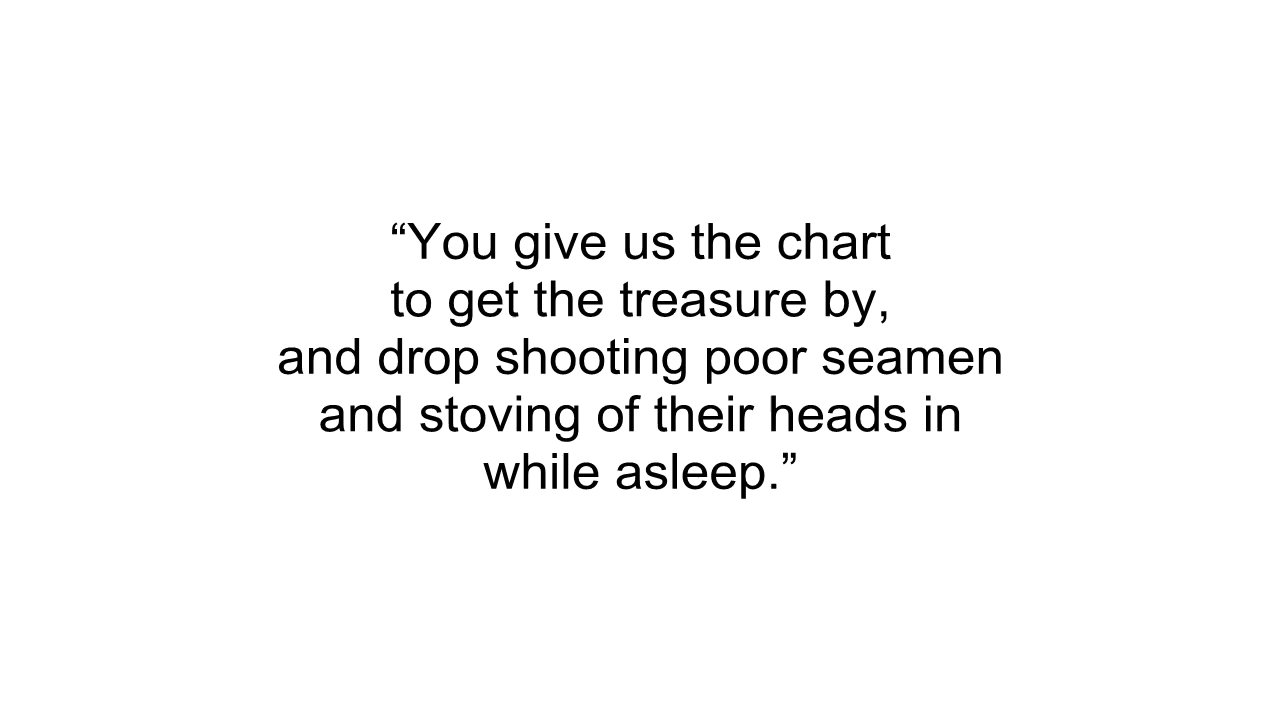 “You give us the chart
to get the treasure by,
and drop shooting poor seamen
and stoving of their heads in
while asleep.”